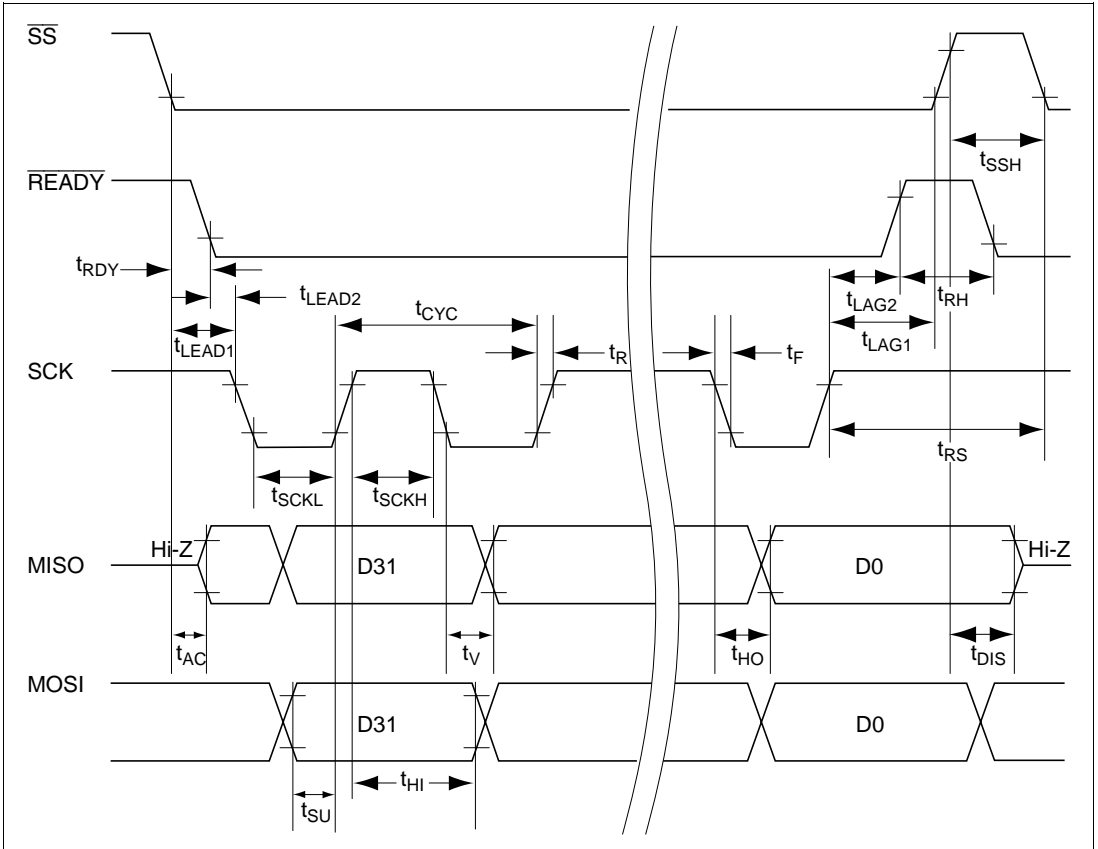 SS
tSSH
READY
tRDY
tLEAD2
tLAG2
tRH
tCYC
tLEAD1
tLAG1
tR
tF
SCK
tRS
tSCKL
tSCKH
Hi-Z
Hi-Z
MISO
D31
D0
tAC
tV
tHO
tDIS
MOSI
D31
D0
tHI
tSU